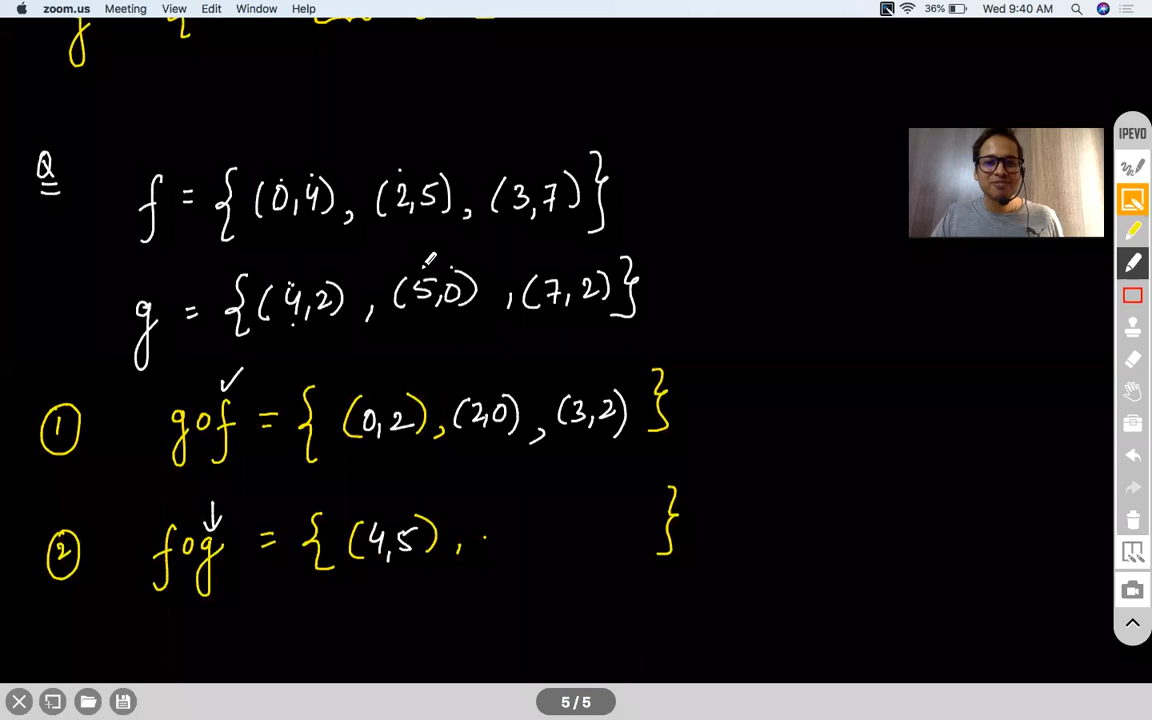 zoom.us Meeting View Edit Window Help 36% Wed 9:40 AM
IPEVO
Q
f = {(0,4), (2,5), (3,7)}
g = {(4,2), (5,0), (7,2)}
① gof = {(0,2), (2,0), (3,2) }
② fog = {(4,5), . }
5 / 5